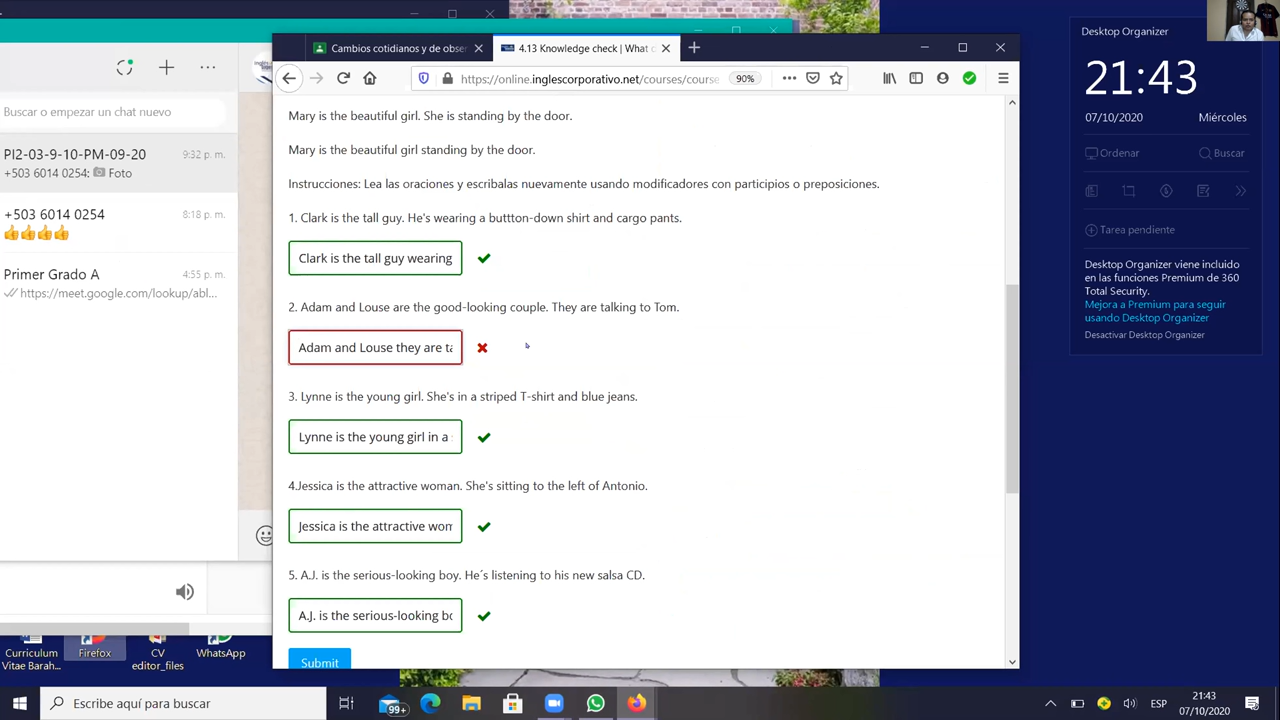 Cambios cotidianos y de obser
4.13 Knowledge check | What c
https://online.inglescorporativo.net/courses/course
90%
Buscar o empezar un chat nuevo
PI2-03-9-10-PM-09-20
9:32 p. m.
+503 6014 0254: Foto
+503 6014 0254
8:18 p. m.
Primer Grado A
4:55 p. m.
https://meet.google.com/lookup/abl...
Mary is the beautiful girl. She is standing by the door.
Mary is the beautiful girl standing by the door.
Instrucciones: Lea las oraciones y escribalas nuevamente usando modificadores con participios o preposiciones.
1. Clark is the tall guy. He's wearing a buttton-down shirt and cargo pants.
Clark is the tall guy wearing
2. Adam and Louse are the good-looking couple. They are talking to Tom.
Adam and Louse they are ta
3. Lynne is the young girl. She's in a striped T-shirt and blue jeans.
Lynne is the young girl in a s
4.Jessica is the attractive woman. She's sitting to the left of Antonio.
Jessica is the attractive wom
5. A.J. is the serious-looking boy. He´s listening to his new salsa CD.
A.J. is the serious-looking bo
Submit
Desktop Organizer
21:43
07/10/2020
Miércoles
Ordenar
Buscar
Tarea pendiente
Desktop Organizer viene incluido
en las funciones Premium de 360
Total Security.
Mejora a Premium para seguir
usando Desktop Organizer
Desactivar Desktop Organizer
Curriculum
Vitae Barah...
Firefox
CV
editor_files
WhatsApp
Escribe aquí para buscar
99+
ESP
21:43
07/10/2020